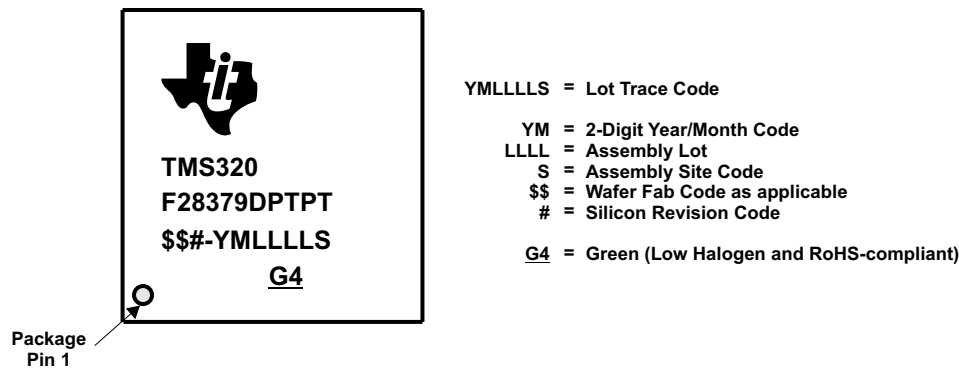 TMS320
F28379DPTPT
$$#-YMLLLLS
G4
Package
Pin 1
YMLLLLS = Lot Trace Code
YM = 2-Digit Year/Month Code
LLLL = Assembly Lot
S = Assembly Site Code
$$ = Wafer Fab Code as applicable
# = Silicon Revision Code
G4 = Green (Low Halogen and RoHS-compliant)